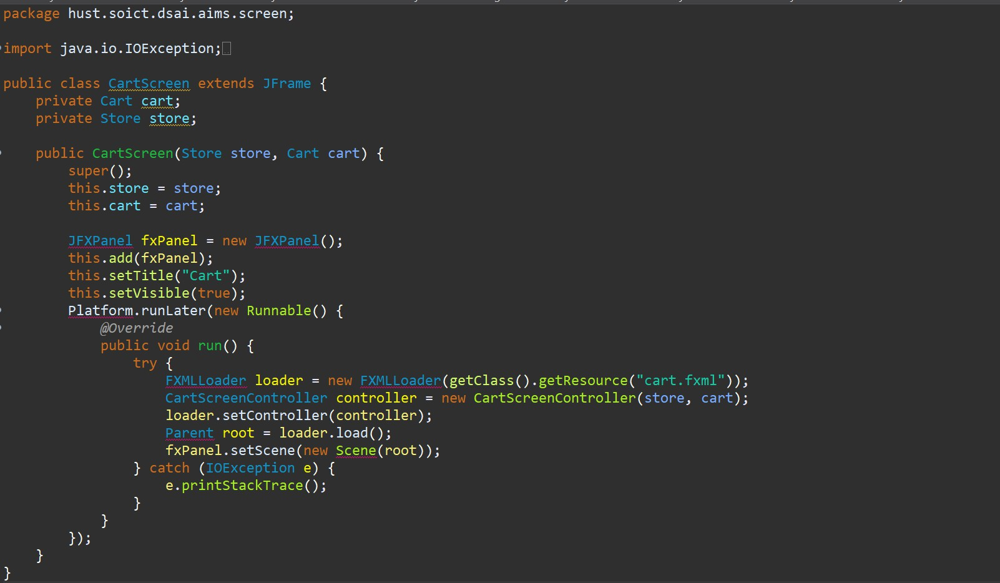 package hust.soict.dsai.aims.screen;
import java.io.IOException;
public class CartScreen extends JFrame {
    private Cart cart;
    private Store store;
    public CartScreen(Store store, Cart cart) {
        super();
        this.store = store;
        this.cart = cart;
        JFXPanel fxPanel = new JFXPanel();
        this.add(fxPanel);
        this.setTitle("Cart");
        this.setVisible(true);
        Platform.runLater(new Runnable() {
            @Override
            public void run() {
                try {
                    FXMLLoader loader = new FXMLLoader(getClass().getResource("cart.fxml"));
                    CartScreenController controller = new CartScreenController(store, cart);
                    loader.setController(controller);
                    Parent root = loader.load();
                    fxPanel.setScene(new Scene(root));
                } catch (IOException e) {
                    e.printStackTrace();
                }
            }
        });
    }
}